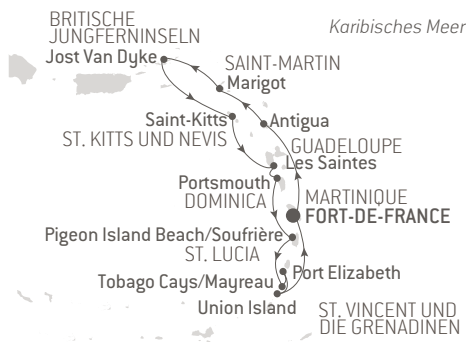 BRITISCHE
JUNGFERNINSELN
Karibisches Meer
Jost Van Dyke
SAINT-MARTIN
Marigot
Saint-Kitts
Antigua
ST. KITTS UND NEVIS
GUADELOUPE
Les Saintes
Portsmouth
DOMINICA
MARTINIQUE
FORT-DE-FRANCE
Pigeon Island Beach/Soufrière
ST. LUCIA
Port Elizabeth
Tobago Cays/Mayreau
Union Island
ST. VINCENT UND
DIE GRENADINEN